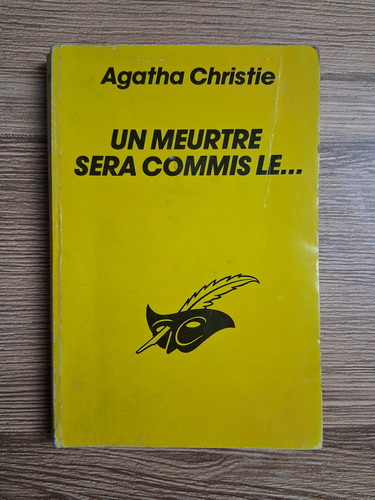 Agatha Christie
UN MEURTRE
SERA COMMIS LE...